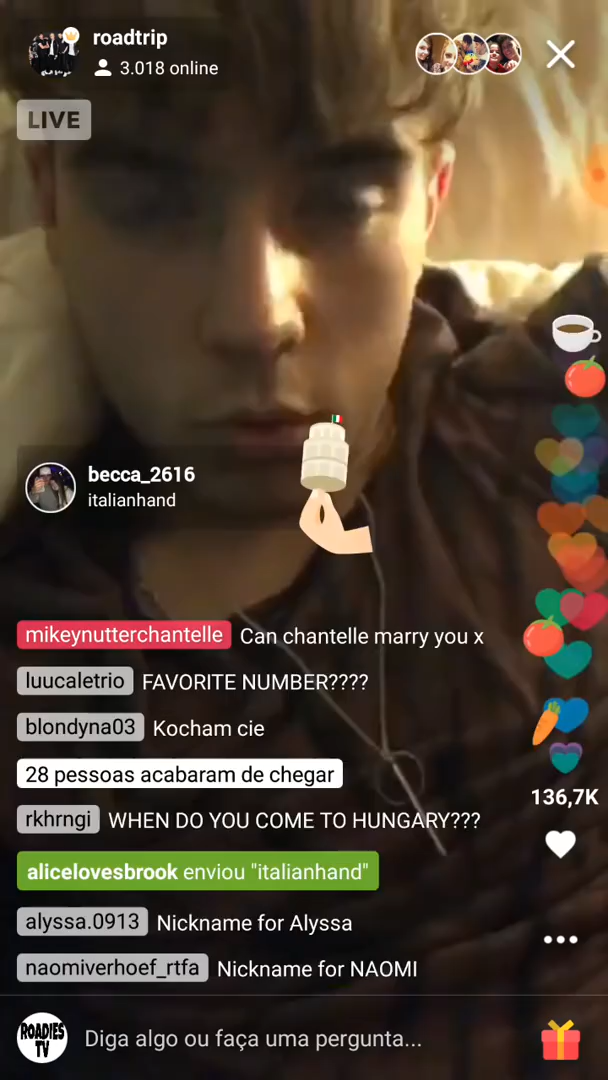 roadtrip
3.018 online
LIVE
becca_2616
italianhand
mikeynutterchantelle Can chantelle marry you x
luucaletrio FAVORITE NUMBER????
blondyna03 Kocham cie
28 pessoas acabaram de chegar
rkhrngi WHEN DO YOU COME TO HUNGARY???
136,7K
alicelovesbrook enviou "italianhand"
alyssa.0913 Nickname for Alyssa
naomiverhoef_rtfa Nickname for NAOMI
ROADIES
TV
Diga algo ou faça uma pergunta...